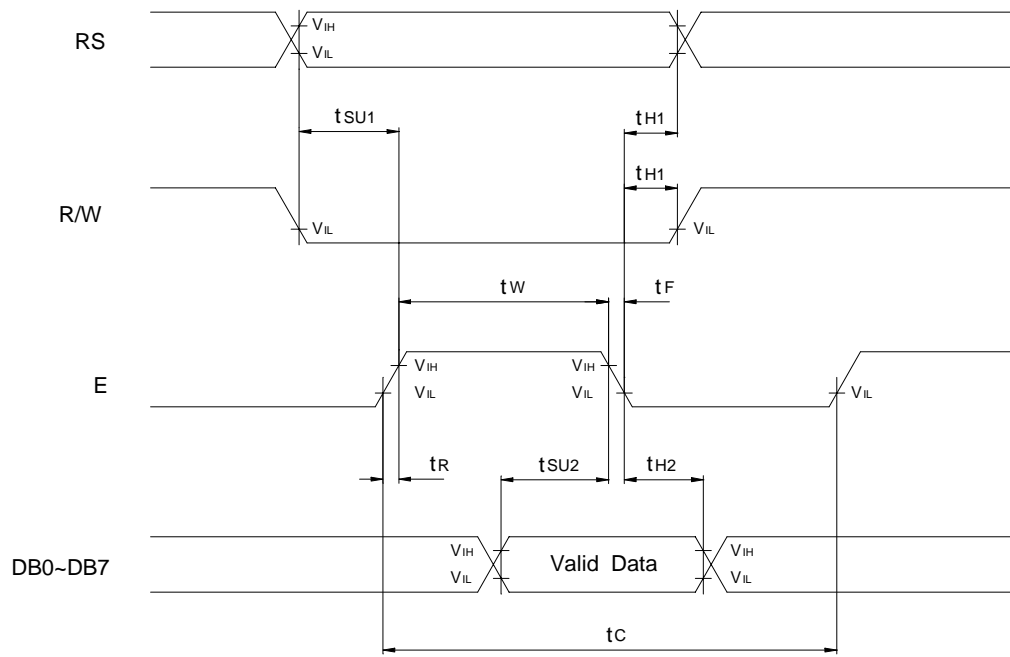 RS
VIH
VIL
tSU1
tH1
R/W
tH1
VIL
VIL
tW
tF
E
VIH
VIH
VIL
VIL
VIL
tR
tSU2
tH2
DB0~DB7
VIH
VIL
Valid Data
VIH
VIL
tC